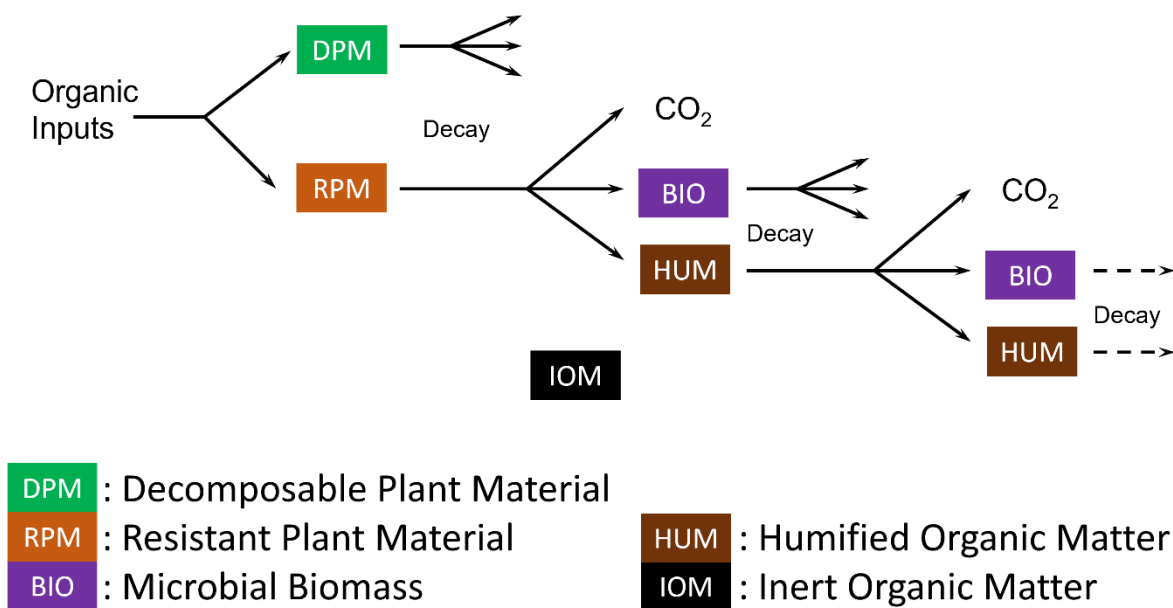 DPM
Organic
Inputs
Decay
CO₂
RPM
BIO
CO₂
Decay
HUM
BIO
Decay
HUM
IOM
DPM : Decomposable Plant Material
RPM : Resistant Plant Material
HUM : Humified Organic Matter
BIO : Microbial Biomass
IOM : Inert Organic Matter